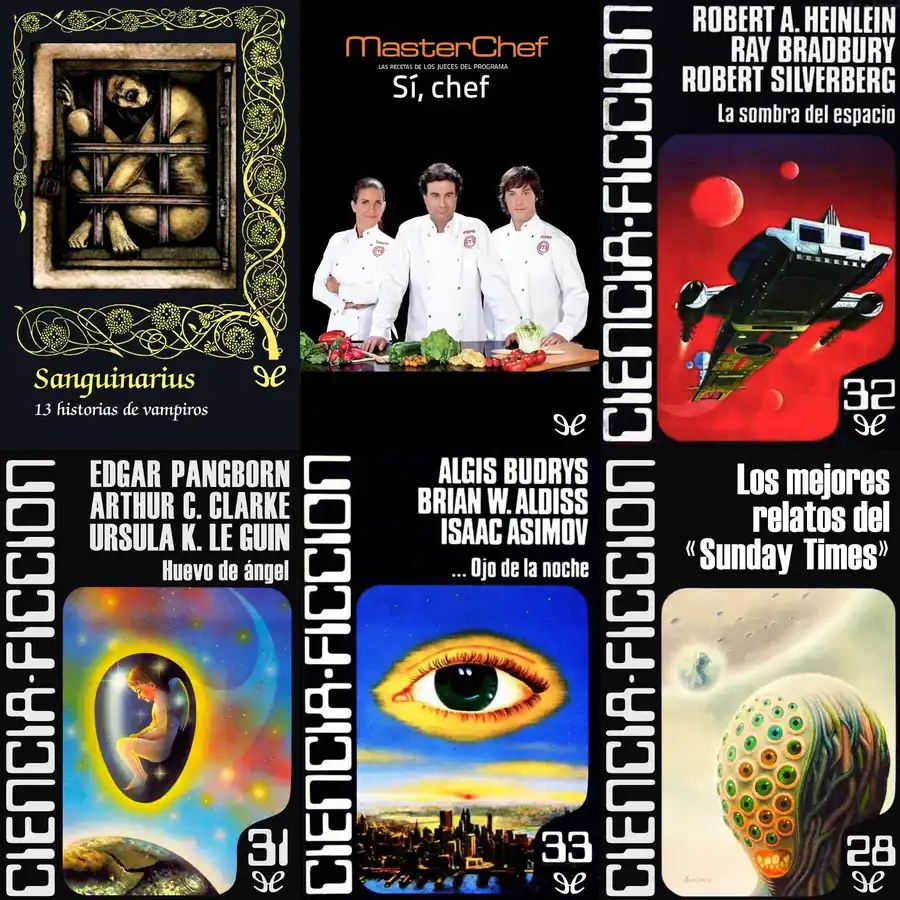 Sanguinarius
13 historias de vampiros
MasterChef
LAS RECETAS DE LOS JUECES DEL PROGRAMA
Sí, chef
CIENCIA-FICCION
ROBERT A. HEINLEIN
RAY BRADBURY
ROBERT SILVERBERG
La sombra del espacio
32
CIENCIA-FICCION
EDGAR PANGBORN
ARTHUR C. CLARKE
URSULA K. LE GUIN
Huevo de ángel
31
CIENCIA-FICCION
ALGIS BUDRYS
BRIAN W. ALDISS
ISAAC ASIMOV
... Ojo de la noche
33
CIENCIA-FICCION
Los mejores
relatos del
«Sunday Times»
28